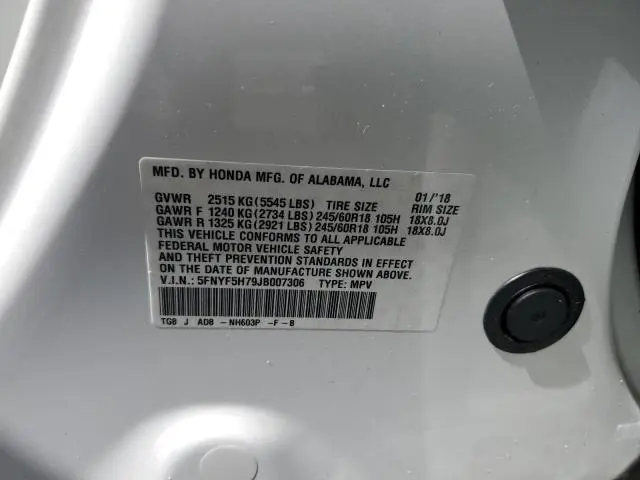 MFD. BY HONDA MFG. OF ALABAMA, LLC 01/'18
GVWR 2515 KG (5545 LBS) TIRE SIZE RIM SIZE
GAWR F 1240 KG (2734 LBS) 245/60R18 105H 18X8.0J
GAWR R 1325 KG (2921 LBS) 245/60R18 105H 18X8.0J
THIS VEHICLE CONFORMS TO ALL APPLICABLE
FEDERAL MOTOR VEHICLE SAFETY
AND THEFT PREVENTION STANDARDS IN EFFECT
ON THE DATE OF MANUFACTURE SHOWN ABOVE.
V.I.N.: 5FNYF5H79JB007306 TYPE: MPV
TG8 J AD8 -NH603P -F -B